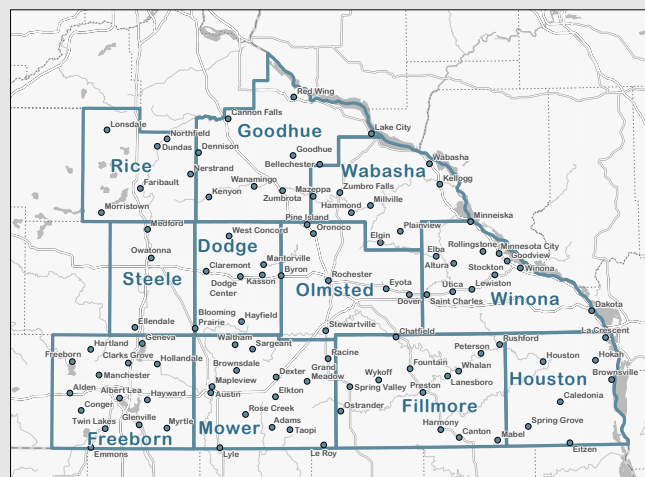 Red Wing
Cannon Falls
Goodhue
Lonsdale
Northfield
Lake City
Dundas
Dennison
Goodhue
Bellechester
Wabasha
Rice
Nerstrand
Wabasha
Wanamingo
Kellogg
Faribault
Kenyon
Zumbrota
Mazeppa
Zumbro Falls
Millville
Hammond
Morristown
Pine Island
Minneiska
Medford
Oronoco
West Concord
Plainview
Dodge
Elgin
Rollingstone
Minnesota City
Elba
Goodview
Owatonna
Mantorville
Altura
Claremont
Byron
Stockton
Winona
Steele
Dodge
Center
Kasson
Rochester
Olmsted
Eyota
Utica
Lewiston
Dover
Saint Charles
Winona
Dakota
Blooming
Prairie
Hayfield
Ellendale
Stewartville
Chatfield
La Crescent
Hartland
Geneva
Waltham
Sargeant
Rushford
Freeborn
Clarks Grove
Hollandale
Racine
Peterson
Houston
Hokah
Brownsdale
Grand
Meadow
Fountain
Whalan
Manchester
Dexter
Wykoff
Lanesboro
Houston
Brownsville
Mapleview
Spring Valley
Preston
Alden
Albert Lea
Hayward
Austin
Elkton
Caledonia
Conger
Rose Creek
Ostrander
Fillmore
Twin Lakes
Glenville
Myrtle
Mower
Adams
Taopi
Harmony
Spring Grove
Freeborn
Canton
Mabel
Emmons
Lyle
Le Roy
Eitzen